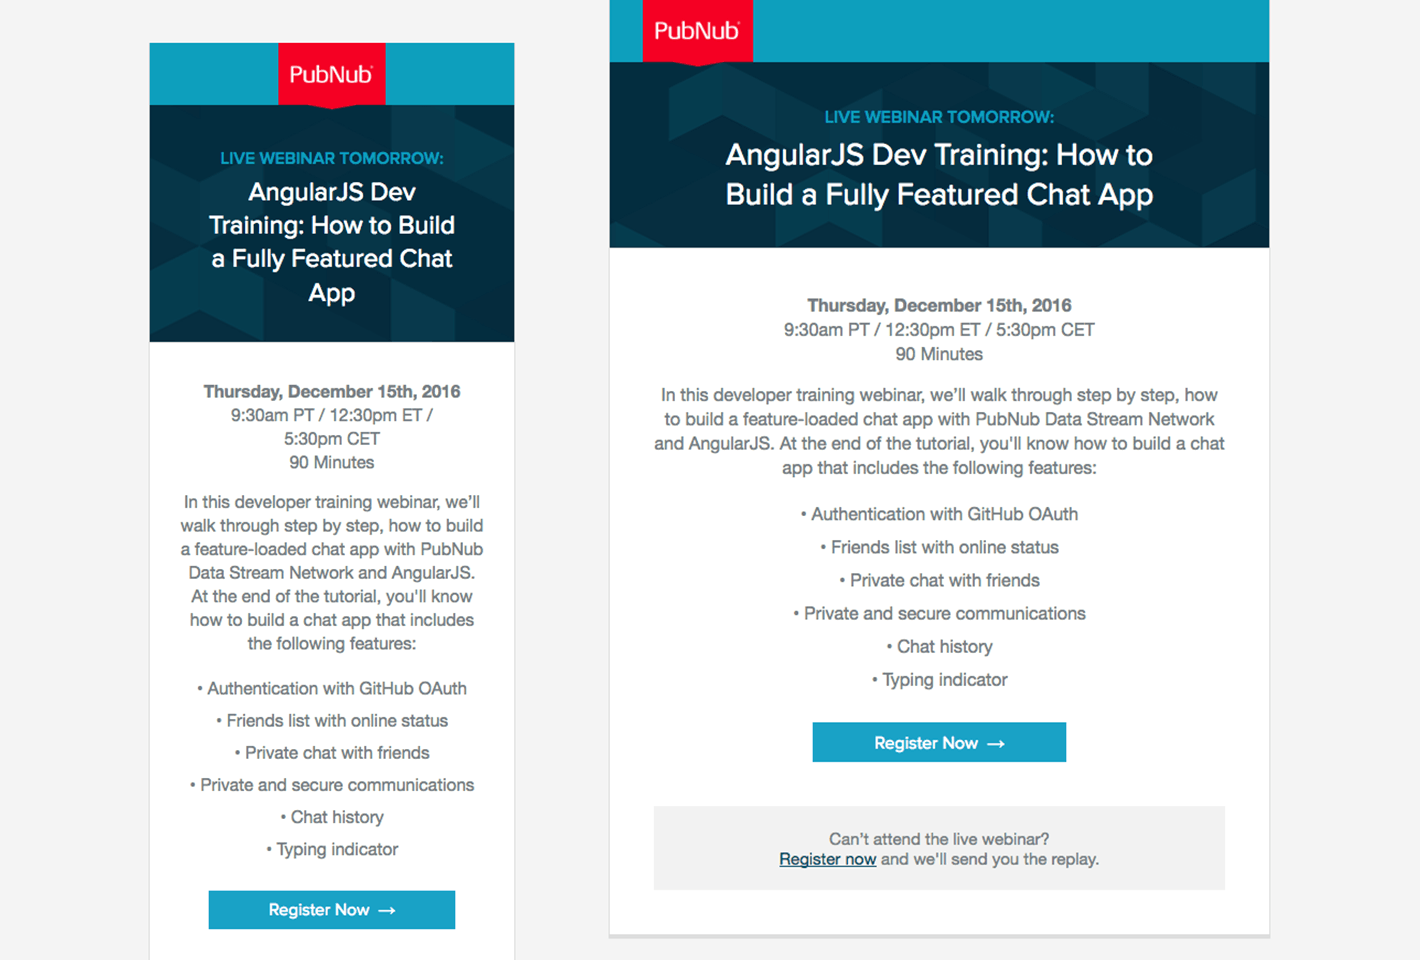 PubNub
LIVE WEBINAR TOMORROW:
AngularJS Dev
Training: How to Build
a Fully Featured Chat
App
Thursday, December 15th, 2016
9:30am PT / 12:30pm ET /
5:30pm CET
90 Minutes
In this developer training webinar, we’ll
walk through step by step, how to build
a feature-loaded chat app with PubNub
Data Stream Network and AngularJS.
At the end of the tutorial, you'll know
how to build a chat app that includes
the following features:
• Authentication with GitHub OAuth
• Friends list with online status
• Private chat with friends
• Private and secure communications
• Chat history
• Typing indicator
Register Now →
PubNub
LIVE WEBINAR TOMORROW:
AngularJS Dev Training: How to
Build a Fully Featured Chat App
Thursday, December 15th, 2016
9:30am PT / 12:30pm ET / 5:30pm CET
90 Minutes
In this developer training webinar, we’ll walk through step by step, how
to build a feature-loaded chat app with PubNub Data Stream Network
and AngularJS. At the end of the tutorial, you'll know how to build a chat
app that includes the following features:
• Authentication with GitHub OAuth
• Friends list with online status
• Private chat with friends
• Private and secure communications
• Chat history
• Typing indicator
Register Now →
Can’t attend the live webinar?
Register now and we'll send you the replay.